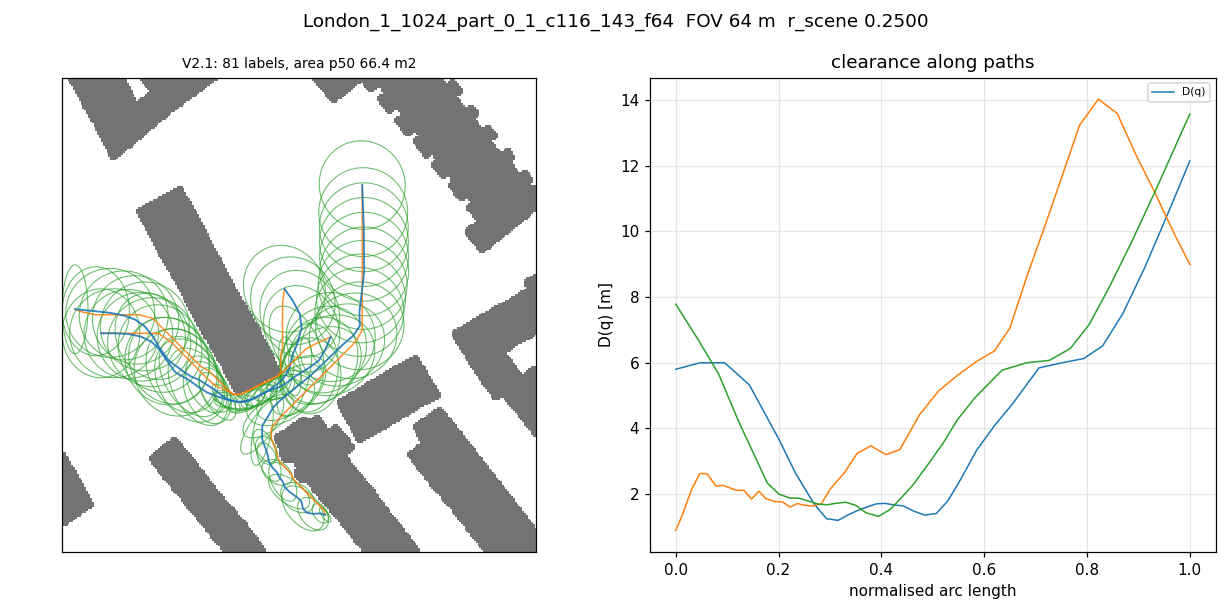 London_1_1024_part_0_1_c116_143_f64  FOV 64 m  r_scene 0.2500
V2.1: 81 labels, area p50 66.4 m2
clearance along paths
D(q)
D(q) [m]
14
12
10
8
6
4
2
0.0
0.2
0.4
0.6
0.8
1.0
normalised arc length